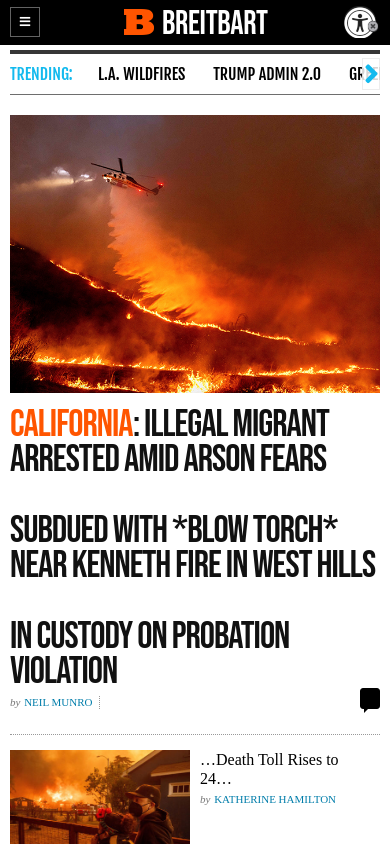 BREITBART
TRENDING: L.A. WILDFIRES TRUMP ADMIN 2.0 GR
CALIFORNIA: ILLEGAL MIGRANT
ARRESTED AMID ARSON FEARS
SUBDUED WITH *BLOW TORCH*
NEAR KENNETH FIRE IN WEST HILLS
IN CUSTODY ON PROBATION
VIOLATION
by NEIL MUNRO
…Death Toll Rises to
24…
by KATHERINE HAMILTON